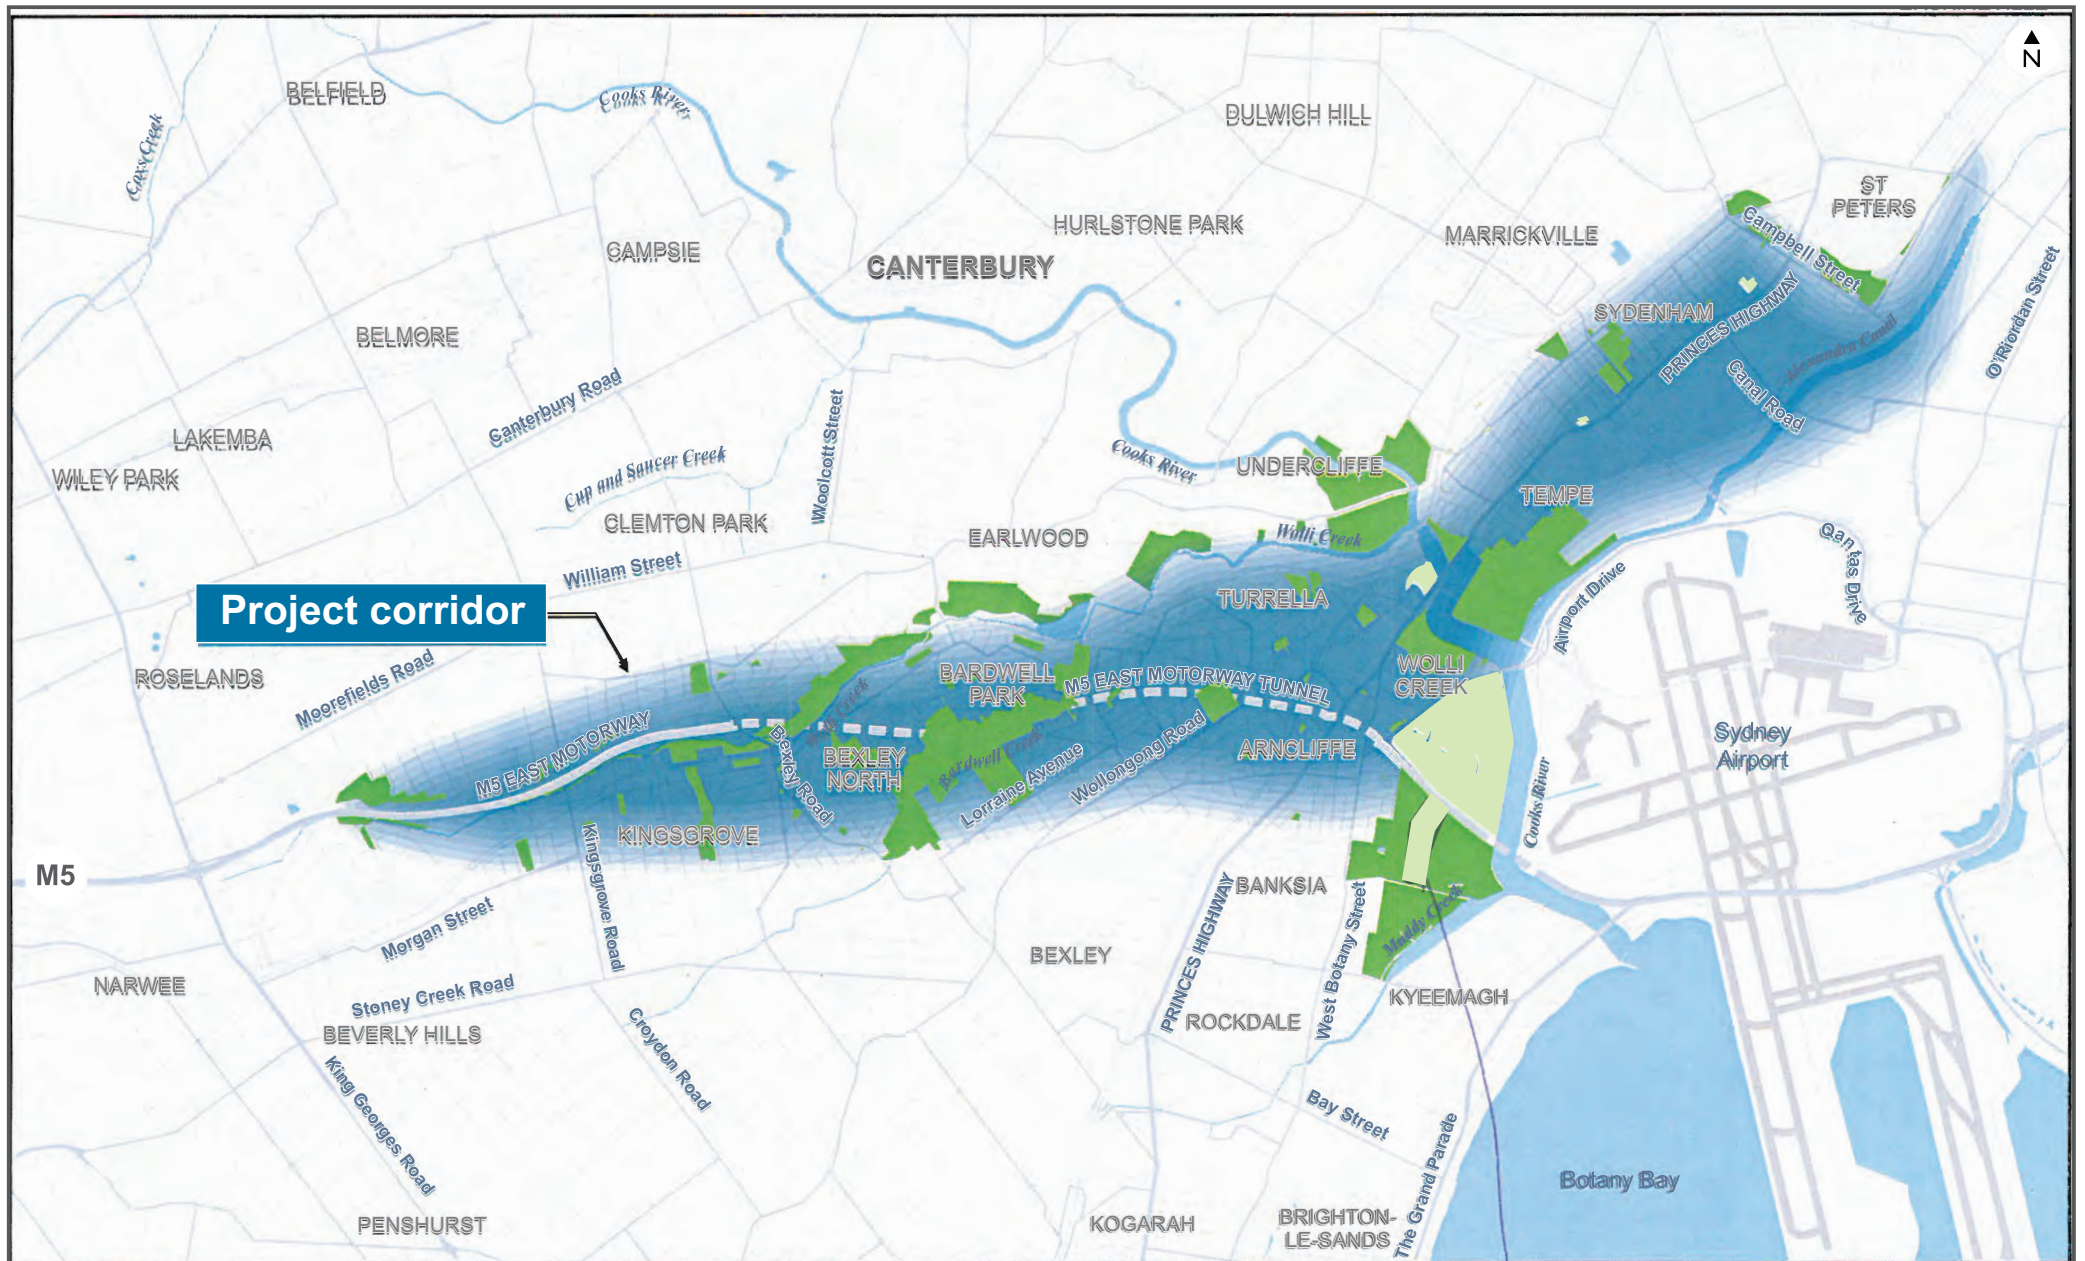 N
BELFIELD
Cooks River
DULWICH HILL
Coxs Creek
ST
PETERS
HURLSTONE PARK
MARRICKVILLE
Campbell Street
CAMPSIE
CANTERBURY
SYDENHAM
PRINCES HIGHWAY
O'Riordan Street
BELMORE
Alexandra Canal
Canal Road
Canterbury Road
LAKEMBA
WILEY PARK
Cup and Saucer Creek
Woolcott Street
Cooks River
UNDERCLIFFE
TEMPE
CLEMTON PARK
EARLWOOD
Wolli Creek
Qantas Drive
William Street
Project corridor
TURRELLA
Airport Drive
ROSELANDS
Moorefields Road
BARDWELL
PARK
M5 EAST MOTORWAY TUNNEL
WOLLI
CREEK
M5 EAST MOTORWAY
Bexley Road
BEXLEY
NORTH
Bardwell Creek
Lorraine Avenue
Wollongong Road
ARNCLIFFE
Sydney
Airport
Cooks River
KINGSGROVE
Kingsgrove Road
M5
BANKSIA
PRINCES HIGHWAY
West Botany Street
Muddy Creek
Morgan Street
BEXLEY
NARWEE
Stoney Creek Road
KYEEMAGH
ROCKDALE
BEVERLY HILLS
Croydon Road
King Georges Road
Bay Street
The Grand Parade
Botany Bay
PENSHURST
KOGARAH
BRIGHTON-
LE-SANDS